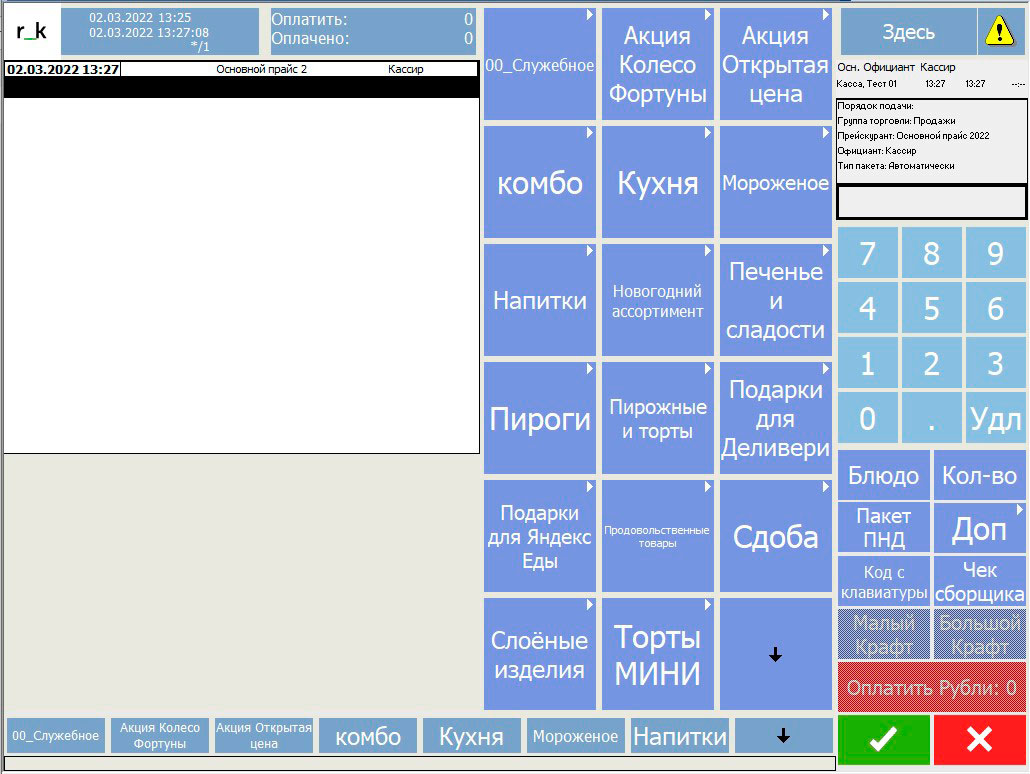 r_k
02.03.2022 13:25
02.03.2022 13:27:08
*/1
Оплатить: 0
Оплачено: 0
02.03.2022 13:27 Основной прайс 2 Кассир
00_Служебное
Акция
Колесо
Фортуны
Акция
Открытая
цена
комбо
Кухня
Мороженое
Напитки
Новогодний
ассортимент
Печенье
и
сладости
Пироги
Пирожные
и торты
Подарки
для
Деливери
Подарки
для Яндекс
Еды
Продовольственные
товары
Сдоба
Слоёные
изделия
Торты
МИНИ
Здесь
Осн. Официант Кассир
Касса, Тест 01 13:27 13:27 --:--
Порядок подачи:
Группа торговли: Продажи
Прейскурант: Основной прайс 2022
Официант: Кассир
Тип пакета: Автоматически
7 8 9
4 5 6
1 2 3
0 . Удл
Блюдо
Кол-во
Пакет
ПНД
Доп
Код с
клавиатуры
Чек
сборщика
Малый
Крафт
Большой
Крафт
Оплатить Рубли: 0
00_Служебное
Акция Колесо
Фортуны
Акция Открытая
цена
комбо
Кухня
Мороженое
Напитки